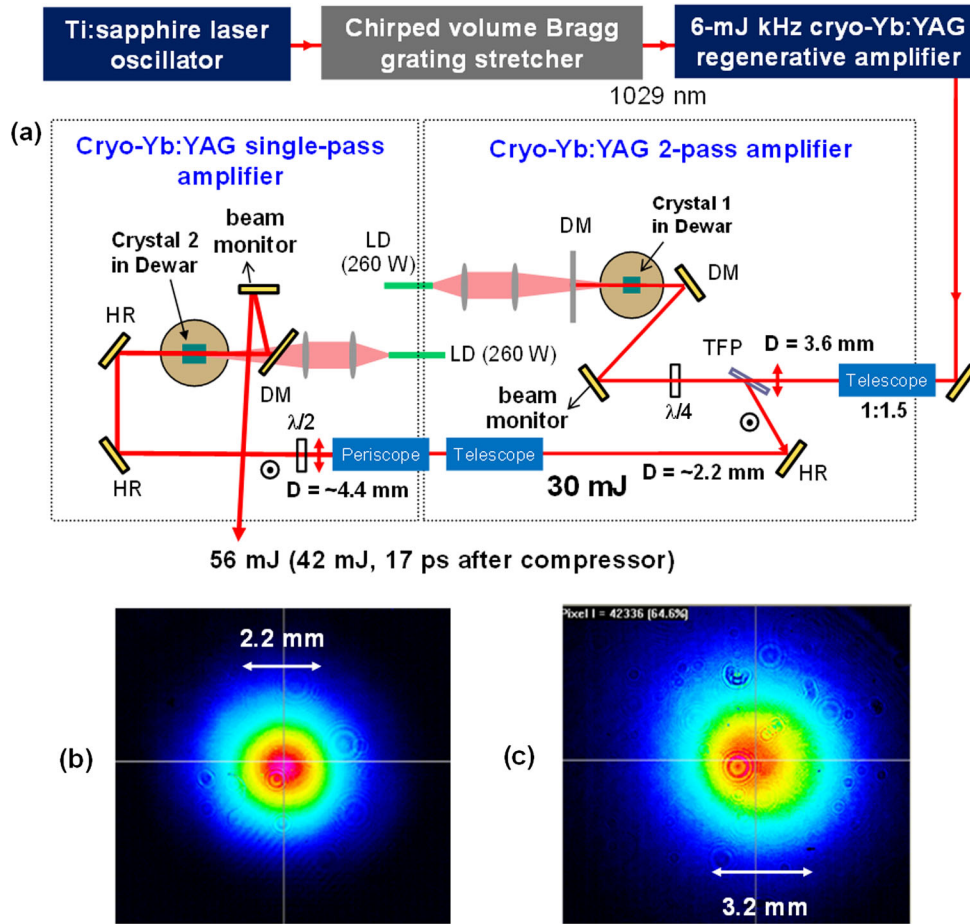 Ti:sapphire laser
oscillator
Chirped volume Bragg
grating stretcher
6-mJ kHz cryo-Yb:YAG
regenerative amplifier
1029 nm
(a)
Cryo-Yb:YAG single-pass
amplifier
Cryo-Yb:YAG 2-pass amplifier
beam
monitor
Crystal 2
in Dewar
LD
(260 W)
DM
Crystal 1
in Dewar
DM
HR
DM
LD (260 W)
TFP
D = 3.6 mm
Telescope
1:1.5
beam
monitor
λ/4
λ/2
HR
Periscope
Telescope
D = ~4.4 mm
30 mJ
D = ~2.2 mm
HR
56 mJ (42 mJ, 17 ps after compressor)
(b)
2.2 mm
(c)
Pixel I = 42336 (64.6%)
3.2 mm